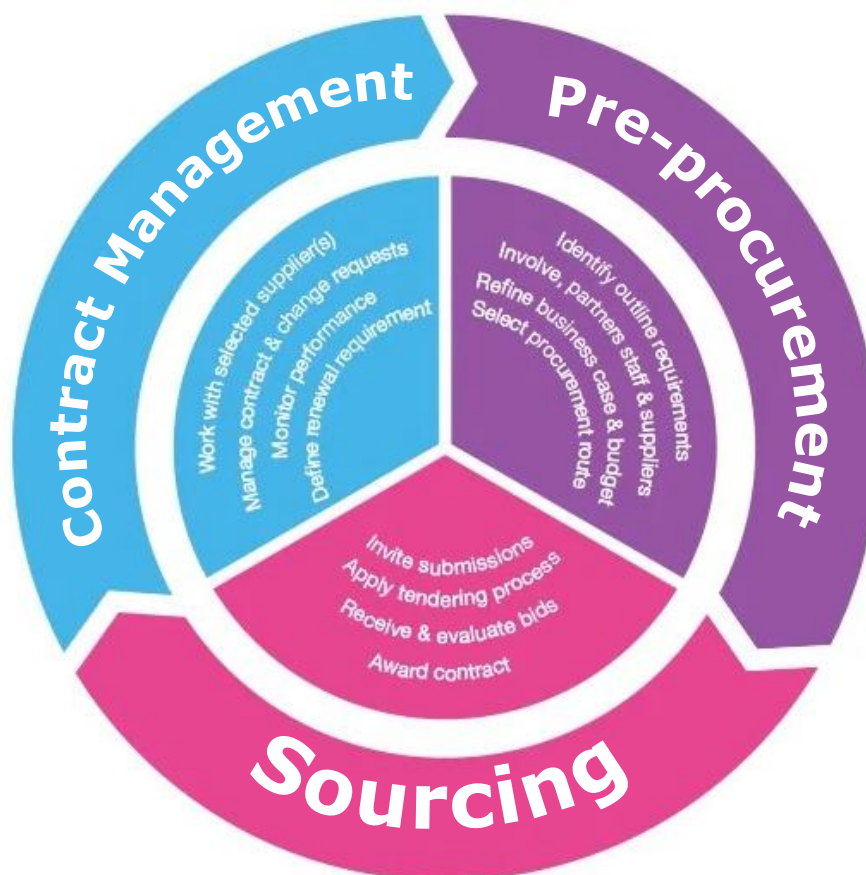 Contract Management
Pre-procurement
Work with selected supplier(s)
Manage contract & change requests
Monitor performance
Define renewal requirement
Identify outline requirements
Involve, partners staff & suppliers
Refine business case & budget
Select procurement route
Invite submissions
Apply tendering process
Receive & evaluate bids
Award contract
Sourcing